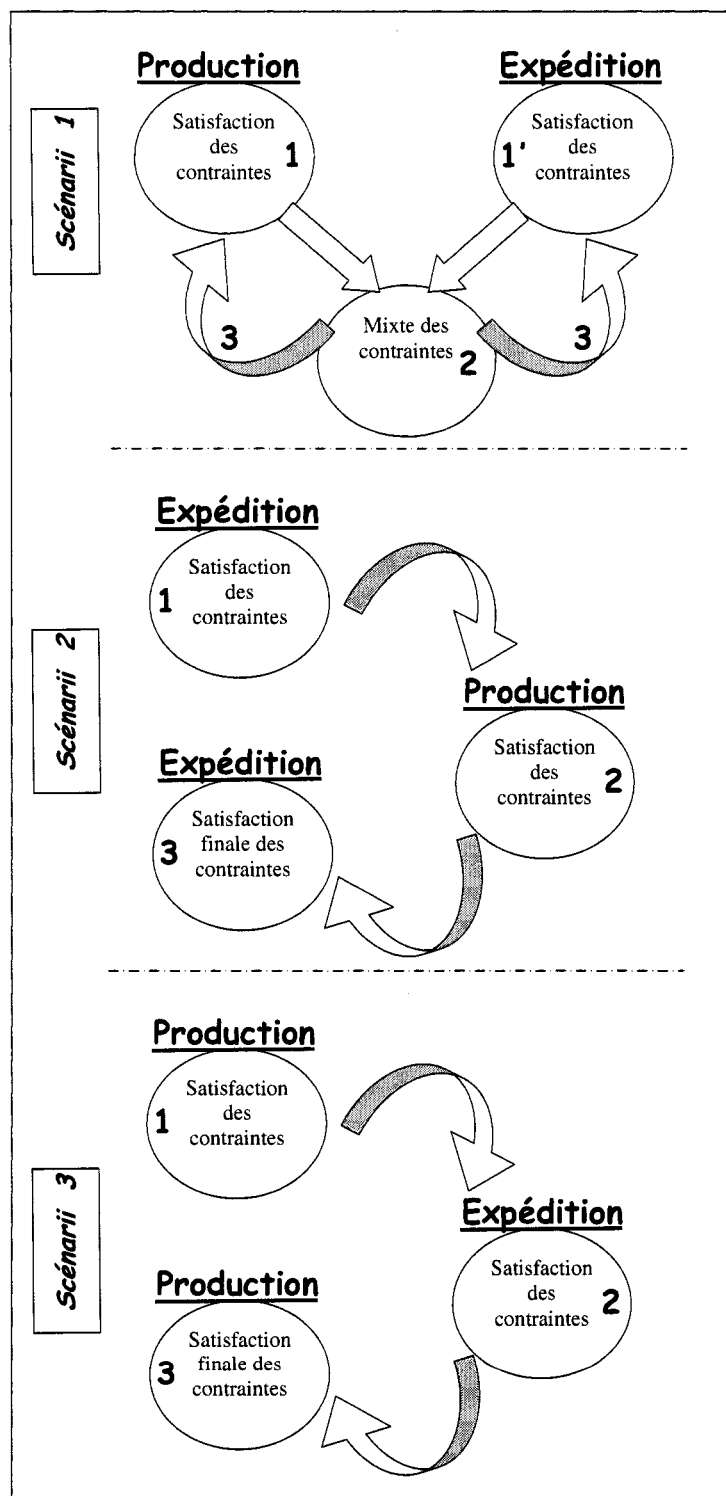 Scénarii 1
Production
Satisfaction
des
contraintes
1
Expédition
Satisfaction
des
contraintes
1'
Mixte des
contraintes
2
3
3
Scénarii 2
Expédition
Satisfaction
des
contraintes
1
Production
Satisfaction
des
contraintes
2
Expédition
Satisfaction
finale des
contraintes
3
Scénarii 3
Production
Satisfaction
des
contraintes
1
Expédition
Satisfaction
des
contraintes
2
Production
Satisfaction
finale des
contraintes
3